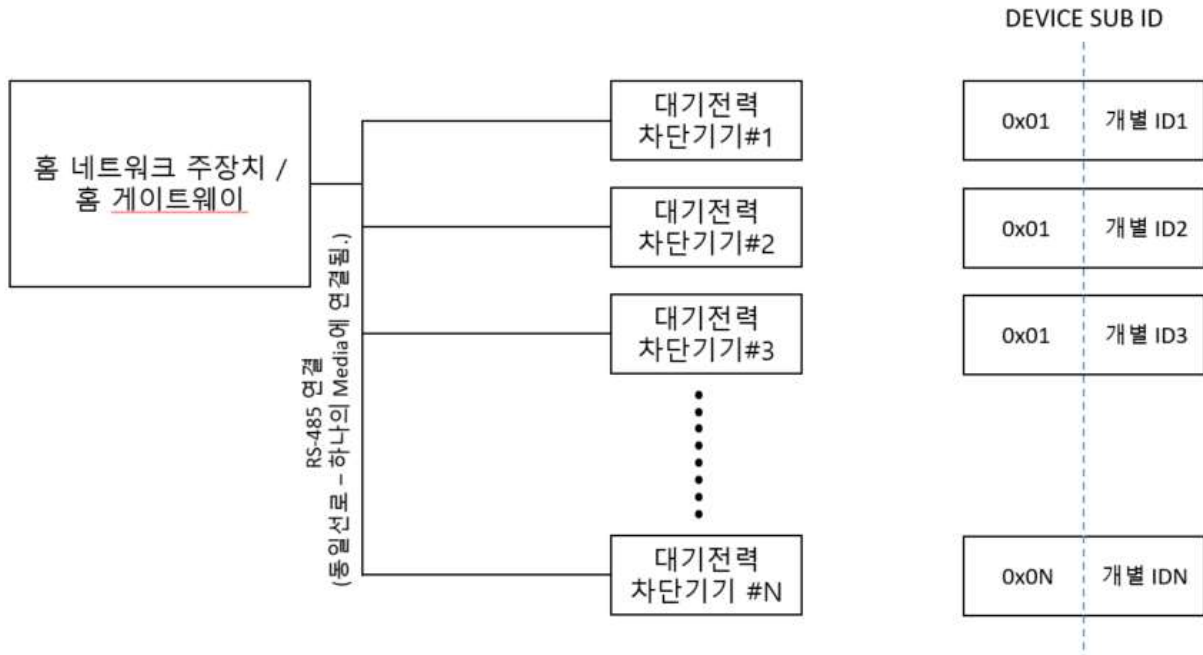 DEVICE SUB ID
홈 네트워크 주장치 /
홈 게이트웨이
RS-485 연결
(동일선로 – 하나의 Media에 연결됨.)
대기전력
차단기기#1
0x01 개별 ID1
대기전력
차단기기#2
0x01 개별 ID2
대기전력
차단기기#3
0x01 개별 ID3
대기전력
차단기기 #N
0x0N 개별 IDN